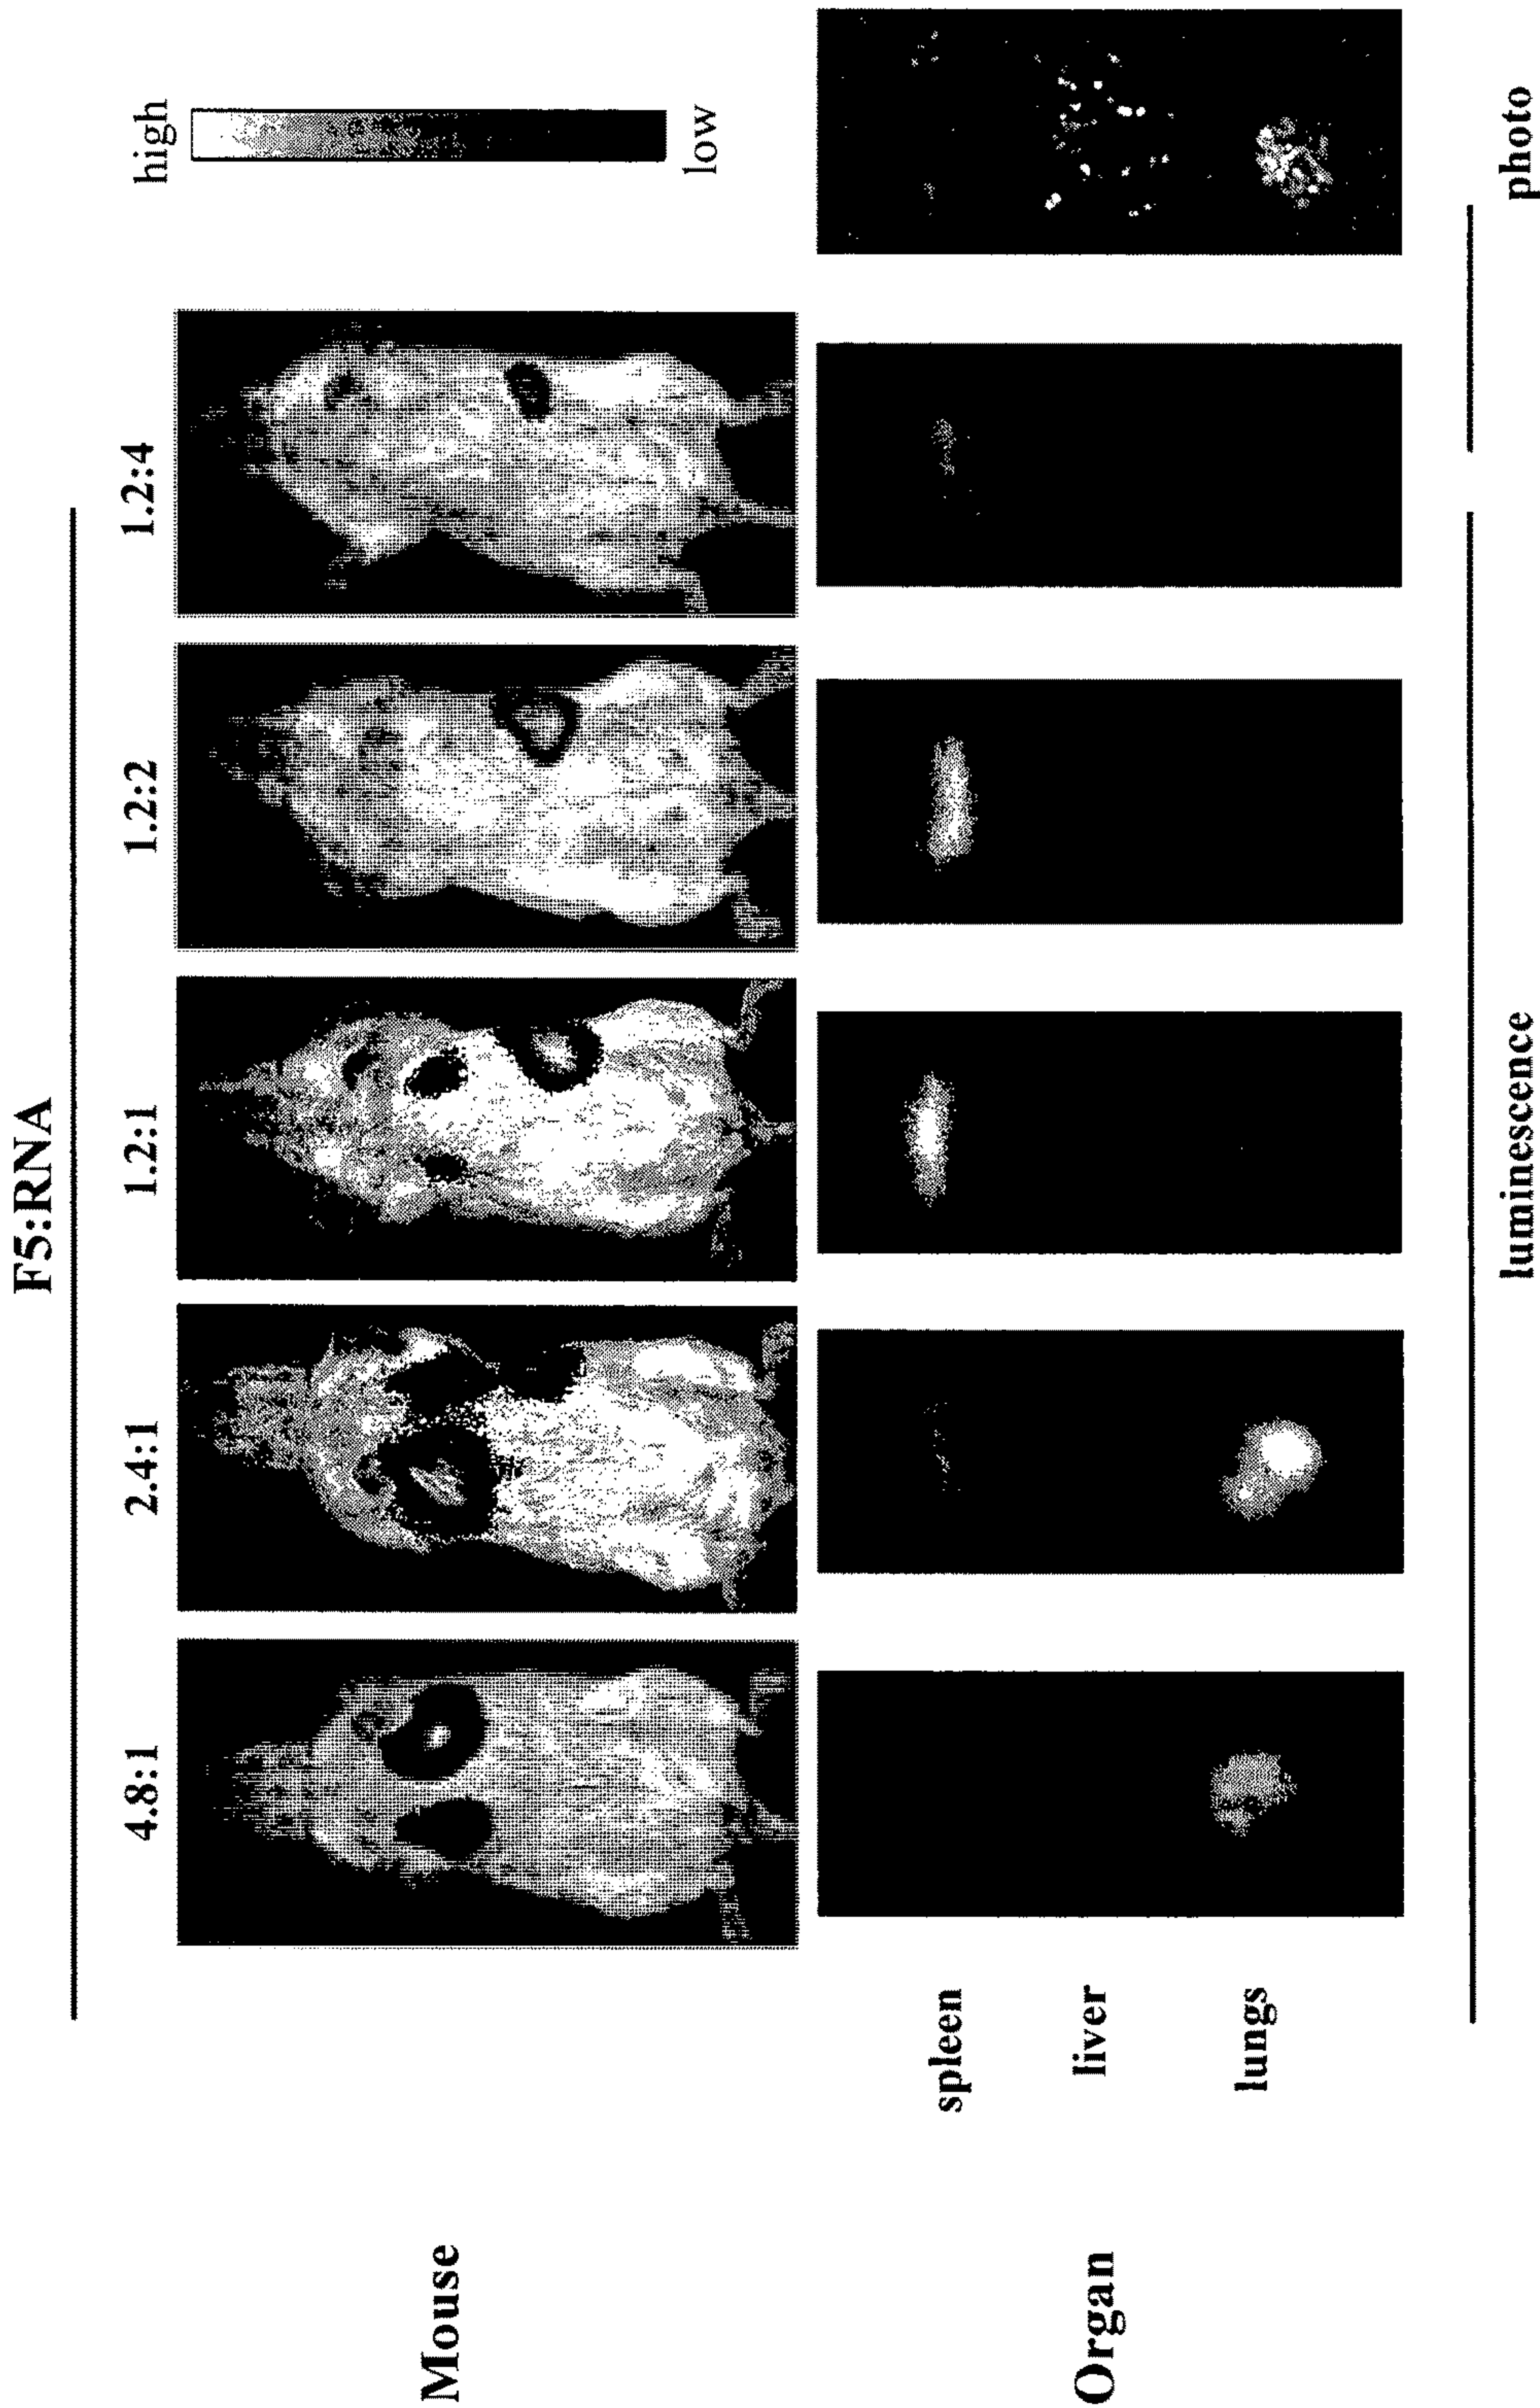 F5:RNA
4.8:1 2.4:1 1.2:1 1.2:2 1.2:4
high
low
Mouse
Organ
spleen
liver
lungs
luminescence photo